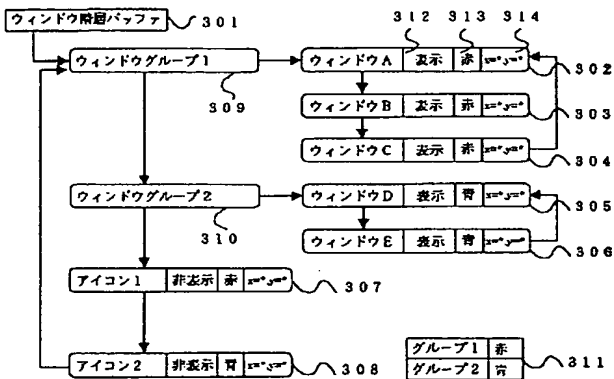 ウィンドウ階層バッファ 301
312 313 314
ウィンドウグループ1 ウィンドウA 表示 赤 x=*,y=*
309 302
ウィンドウB 表示 赤 x=*,y=*
303
ウィンドウC 表示 赤 x=*,y=*
304
ウィンドウグループ2 ウィンドウD 表示 青 x=*,y=*
310 305
ウィンドウE 表示 青 x=*,y=*
306
アイコン1 非表示 赤 x=*,y=* 307
グループ1 赤
アイコン2 非表示 青 x=*,y=* 308
グループ2 青
311